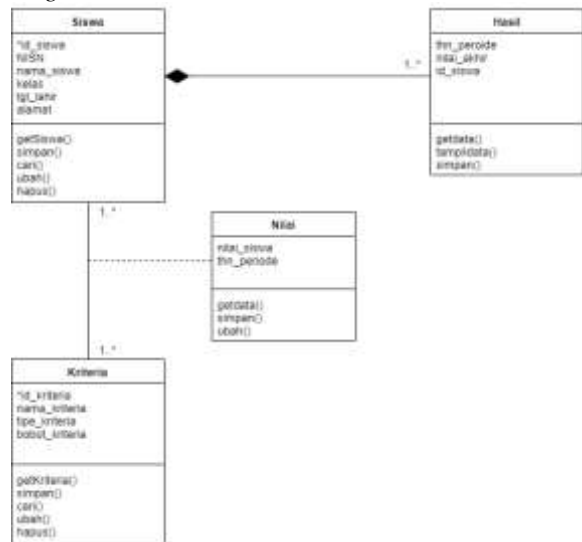 Siswa
*id_siswa
NISN
nama_siswa
kelas
tgl_lahir
alamat
getSiswa()
simpan()
cari()
ubah()
hapus()
1..*
1..*
Hasil
thn_peroide
nilai_akhir
id_siswa
getdata()
tampildata()
simpan()
Nilai
nilai_siswa
thn_periode
getdata()
simpan()
ubah()
1..*
Kriteria
*id_kriteria
nama_kriteria
tipe_kriteria
bobot_kriteria
getKriteria()
simpan()
cari()
ubah()
hapus()